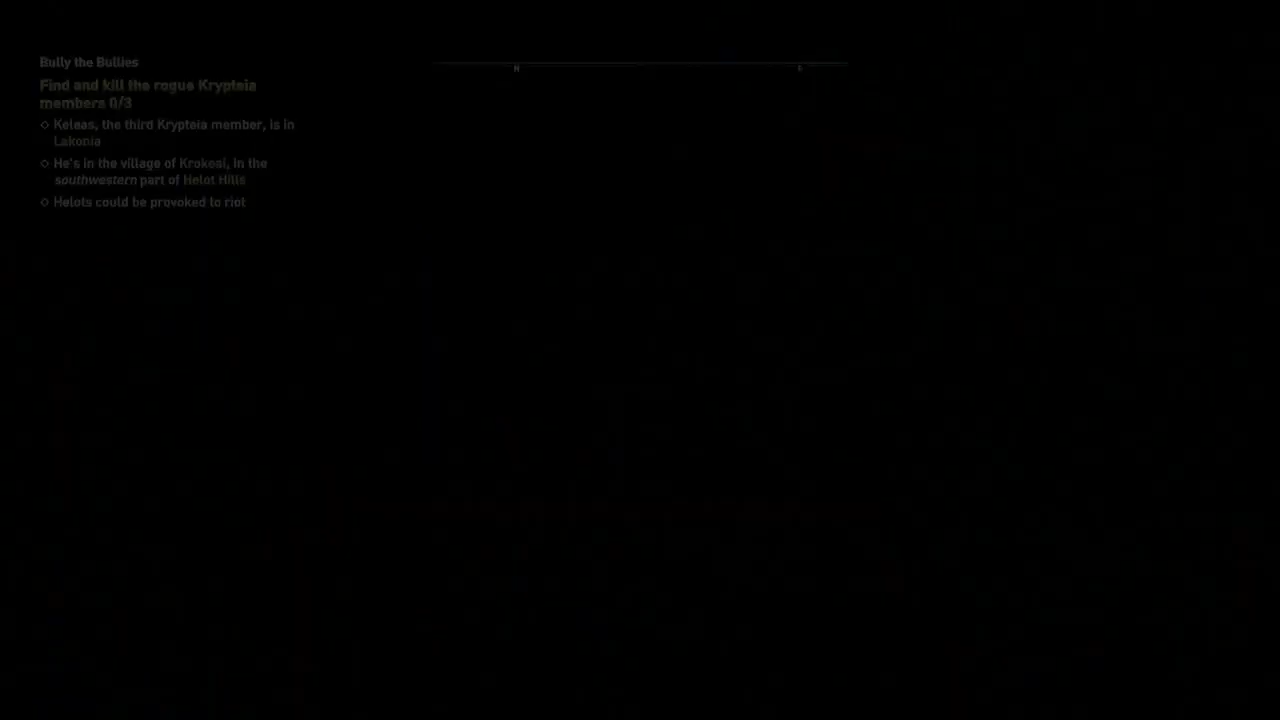 Bully the Bullies
N
E
Find and kill the rogue Krypteia
members 0/3
◇ Keleas, the third Krypteia member, is in
Lakonia
◇ He's in the village of Krokeai, in the
southwestern part of Helot Hills
◇ Helots could be provoked to riot